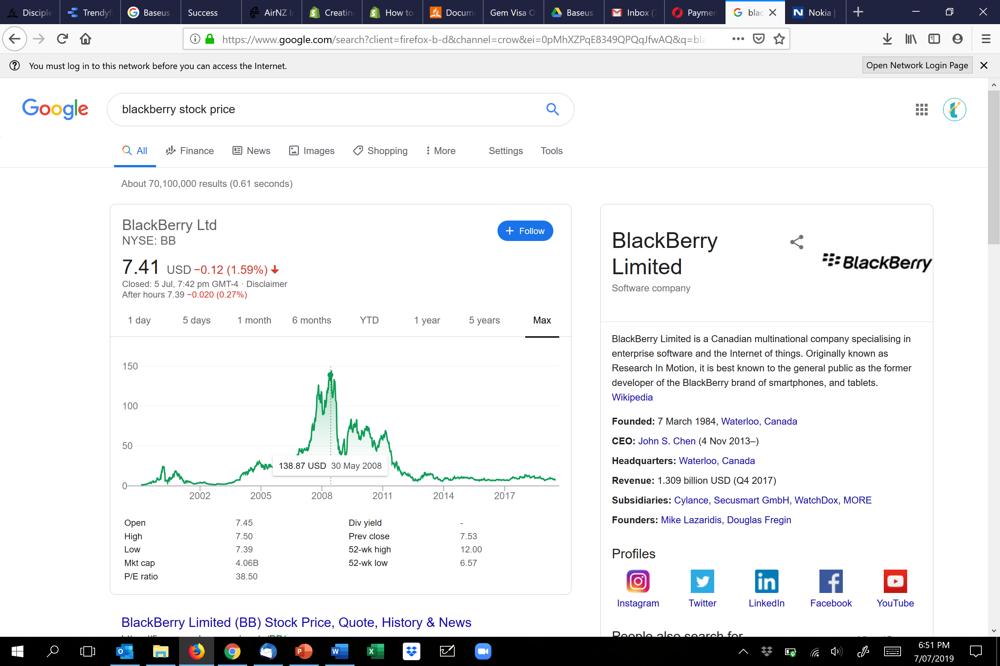 Disciple Trendyf Baseus Success AirNZ Creatin How to Docum Gem Visa Baseus Inbox Paymen blac Nokia
https://www.google.com/search?client=firefox-b-d&channel=crow&ei=0pMhXZPqE8349QPQqJfwAQ&q=bla
You must log in to this network before you can access the Internet. Open Network Login Page
Google blackberry stock price
All Finance News Images Shopping More Settings Tools
About 70,100,000 results (0.61 seconds)
BlackBerry Ltd
NYSE: BB
+ Follow
7.41 USD −0.12 (1.59%)
Closed: 5 Jul, 7:42 pm GMT-4 · Disclaimer
After hours 7.39 −0.020 (0.27%)
1 day 5 days 1 month 6 months YTD 1 year 5 years Max
150
100
50
138.87 USD 30 May 2008
0
2002 2005 2008 2011 2014 2017
Open 7.45 Div yield -
High 7.50 Prev close 7.53
Low 7.39 52-wk high 12.00
Mkt cap 4.06B 52-wk low 6.57
P/E ratio 38.50
BlackBerry Limited (BB) Stock Price, Quote, History & News
BlackBerry
Limited
BlackBerry
Software company
BlackBerry Limited is a Canadian multinational company specialising in
enterprise software and the Internet of things. Originally known as
Research In Motion, it is best known to the general public as the former
developer of the BlackBerry brand of smartphones, and tablets.
Wikipedia
Founded: 7 March 1984, Waterloo, Canada
CEO: John S. Chen (4 Nov 2013–)
Headquarters: Waterloo, Canada
Revenue: 1.309 billion USD (Q4 2017)
Subsidiaries: Cylance, Secusmart GmbH, WatchDox, MORE
Founders: Mike Lazaridis, Douglas Fregin
Profiles
Instagram Twitter LinkedIn Facebook YouTube
People also search for
6:51 PM
7/07/2019